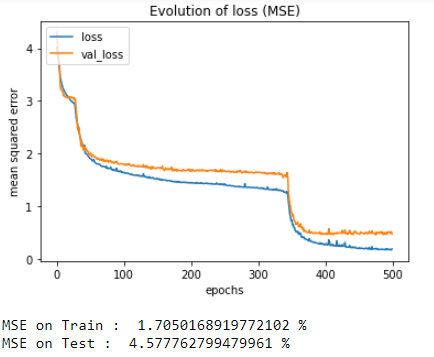 Evolution of loss (MSE)
loss
val_loss
4
3
2
1
0
mean squared error
0
100
200
300
400
500
epochs
MSE on Train :  1.7050168919772102 %
MSE on Test :  4.577762799479961 %